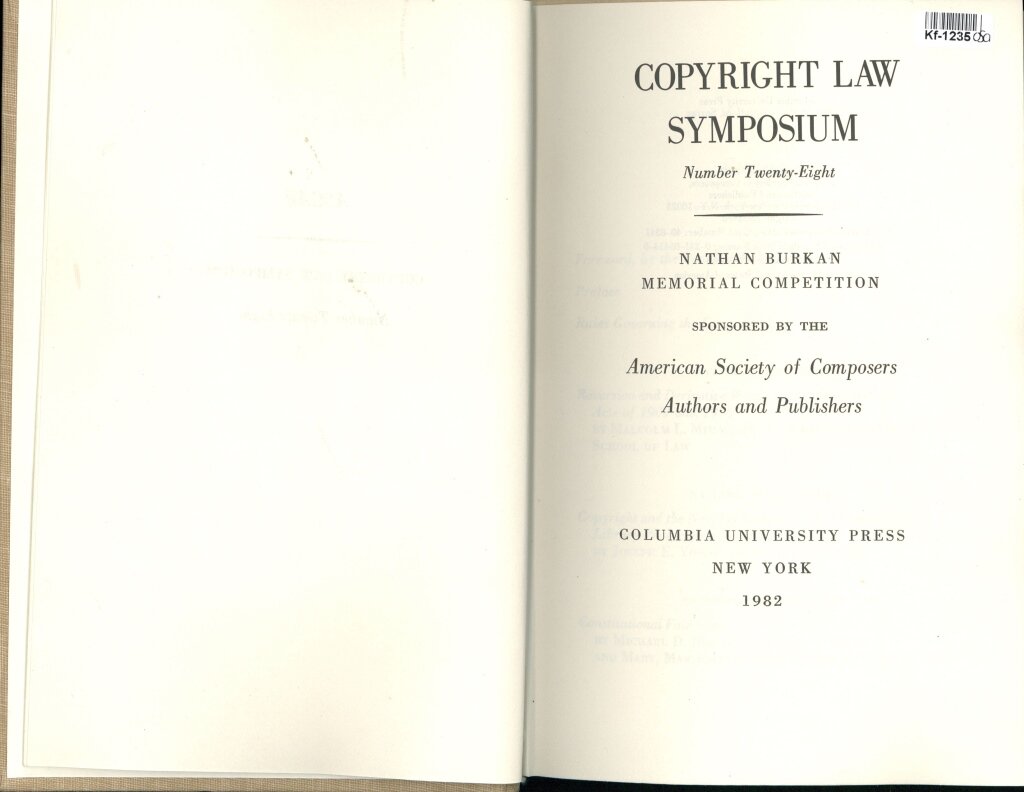 Kf-1235
COPYRIGHT LAW
SYMPOSIUM
Number Twenty-Eight
NATHAN BURKAN
MEMORIAL COMPETITION
SPONSORED BY THE
American Society of Composers
Authors and Publishers
COLUMBIA UNIVERSITY PRESS
NEW YORK
1982